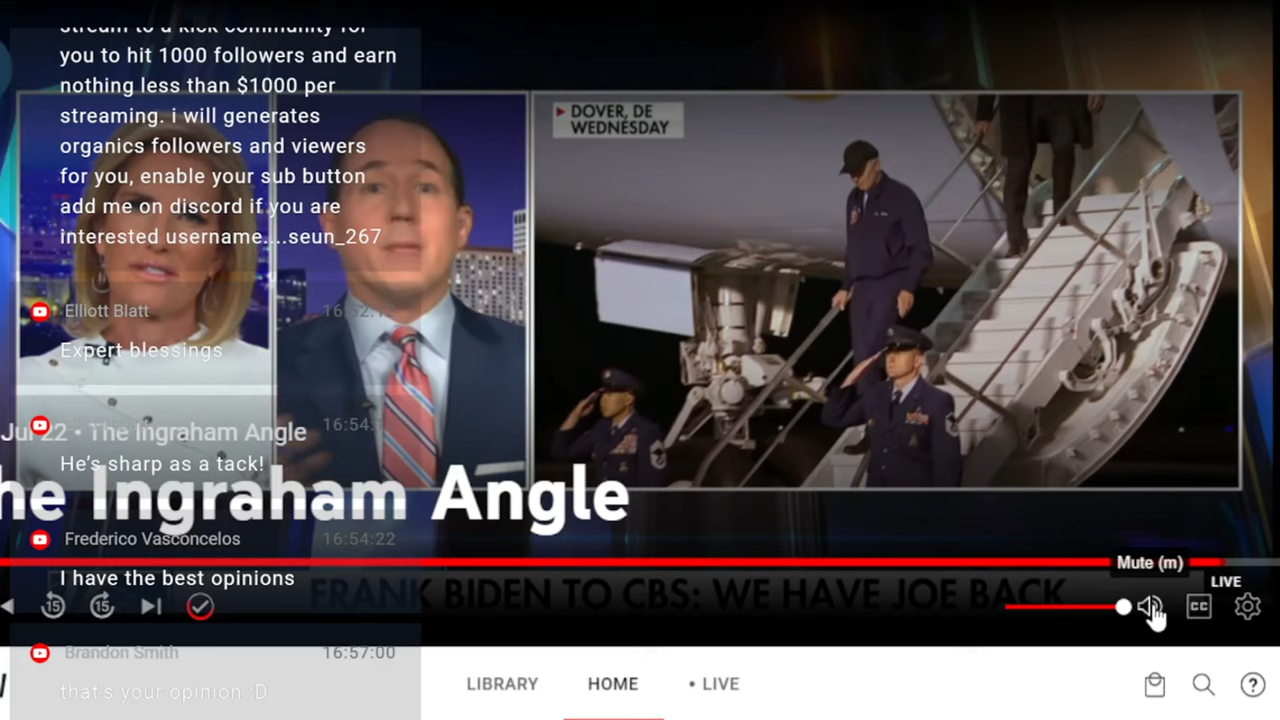 stream to a kick community for
you to hit 1000 followers and earn
nothing less than $1000 per
streaming. i will generates
organics followers and viewers
for you, enable your sub button
add me on discord if you are
interested username....seun_267
DOVER, DE
WEDNESDAY
Elliott Blatt
Expert blessings
16:54:
Jul 22 • The Ingraham Angle
He's sharp as a tack!
he Ingraham Angle
Frederico Vasconcelos 16:54:22
I have the best opinions
Mute (m)
LIVE
FRANK BIDEN TO CBS: WE HAVE JOE BACK
15 15
CC
Brandon Smith 16:57:00
that's your opinion :D
LIBRARY HOME • LIVE
?